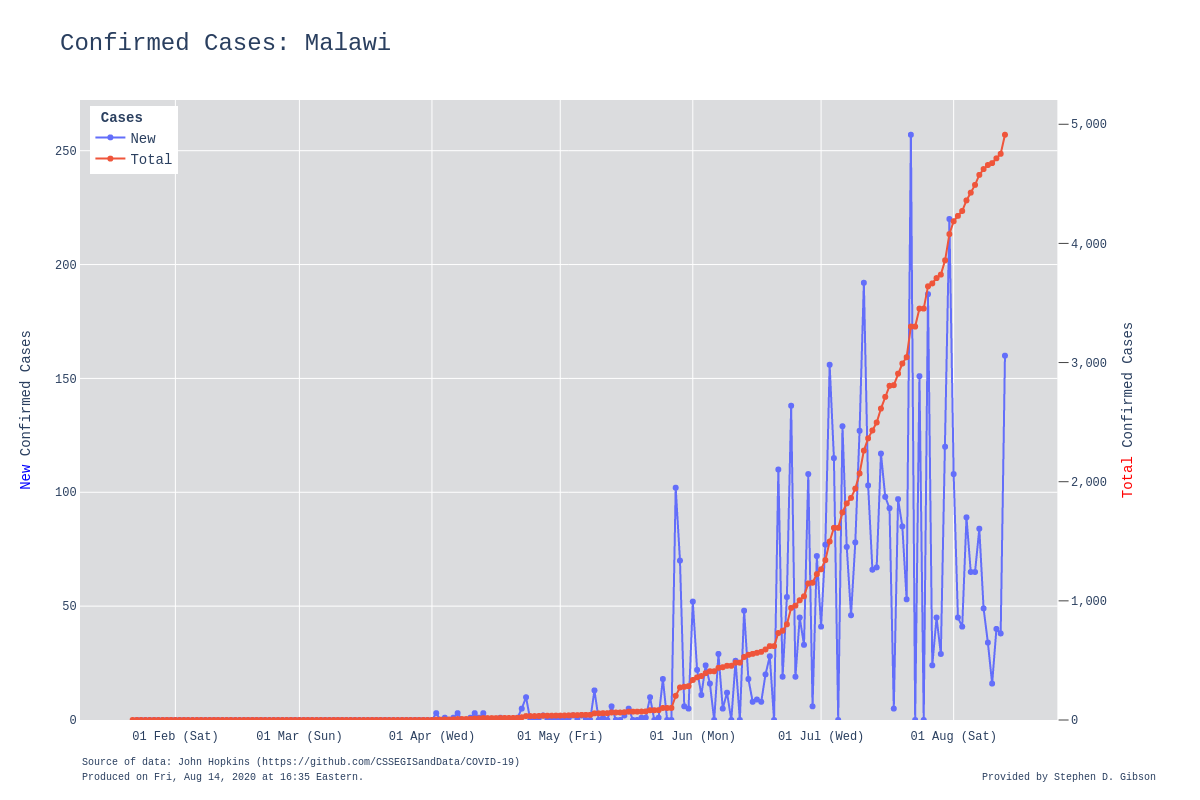 Confirmed Cases: Malawi
Cases
New
Total
250
200
150
100
50
0
5,000
4,000
3,000
2,000
1,000
0
New Confirmed Cases
Total Confirmed Cases
01 Feb (Sat)
01 Mar (Sun)
01 Apr (Wed)
01 May (Fri)
01 Jun (Mon)
01 Jul (Wed)
01 Aug (Sat)
Source of data: John Hopkins (https://github.com/CSSEGISandData/COVID-19)
Produced on Fri, Aug 14, 2020 at 16:35 Eastern.
Provided by Stephen D. Gibson